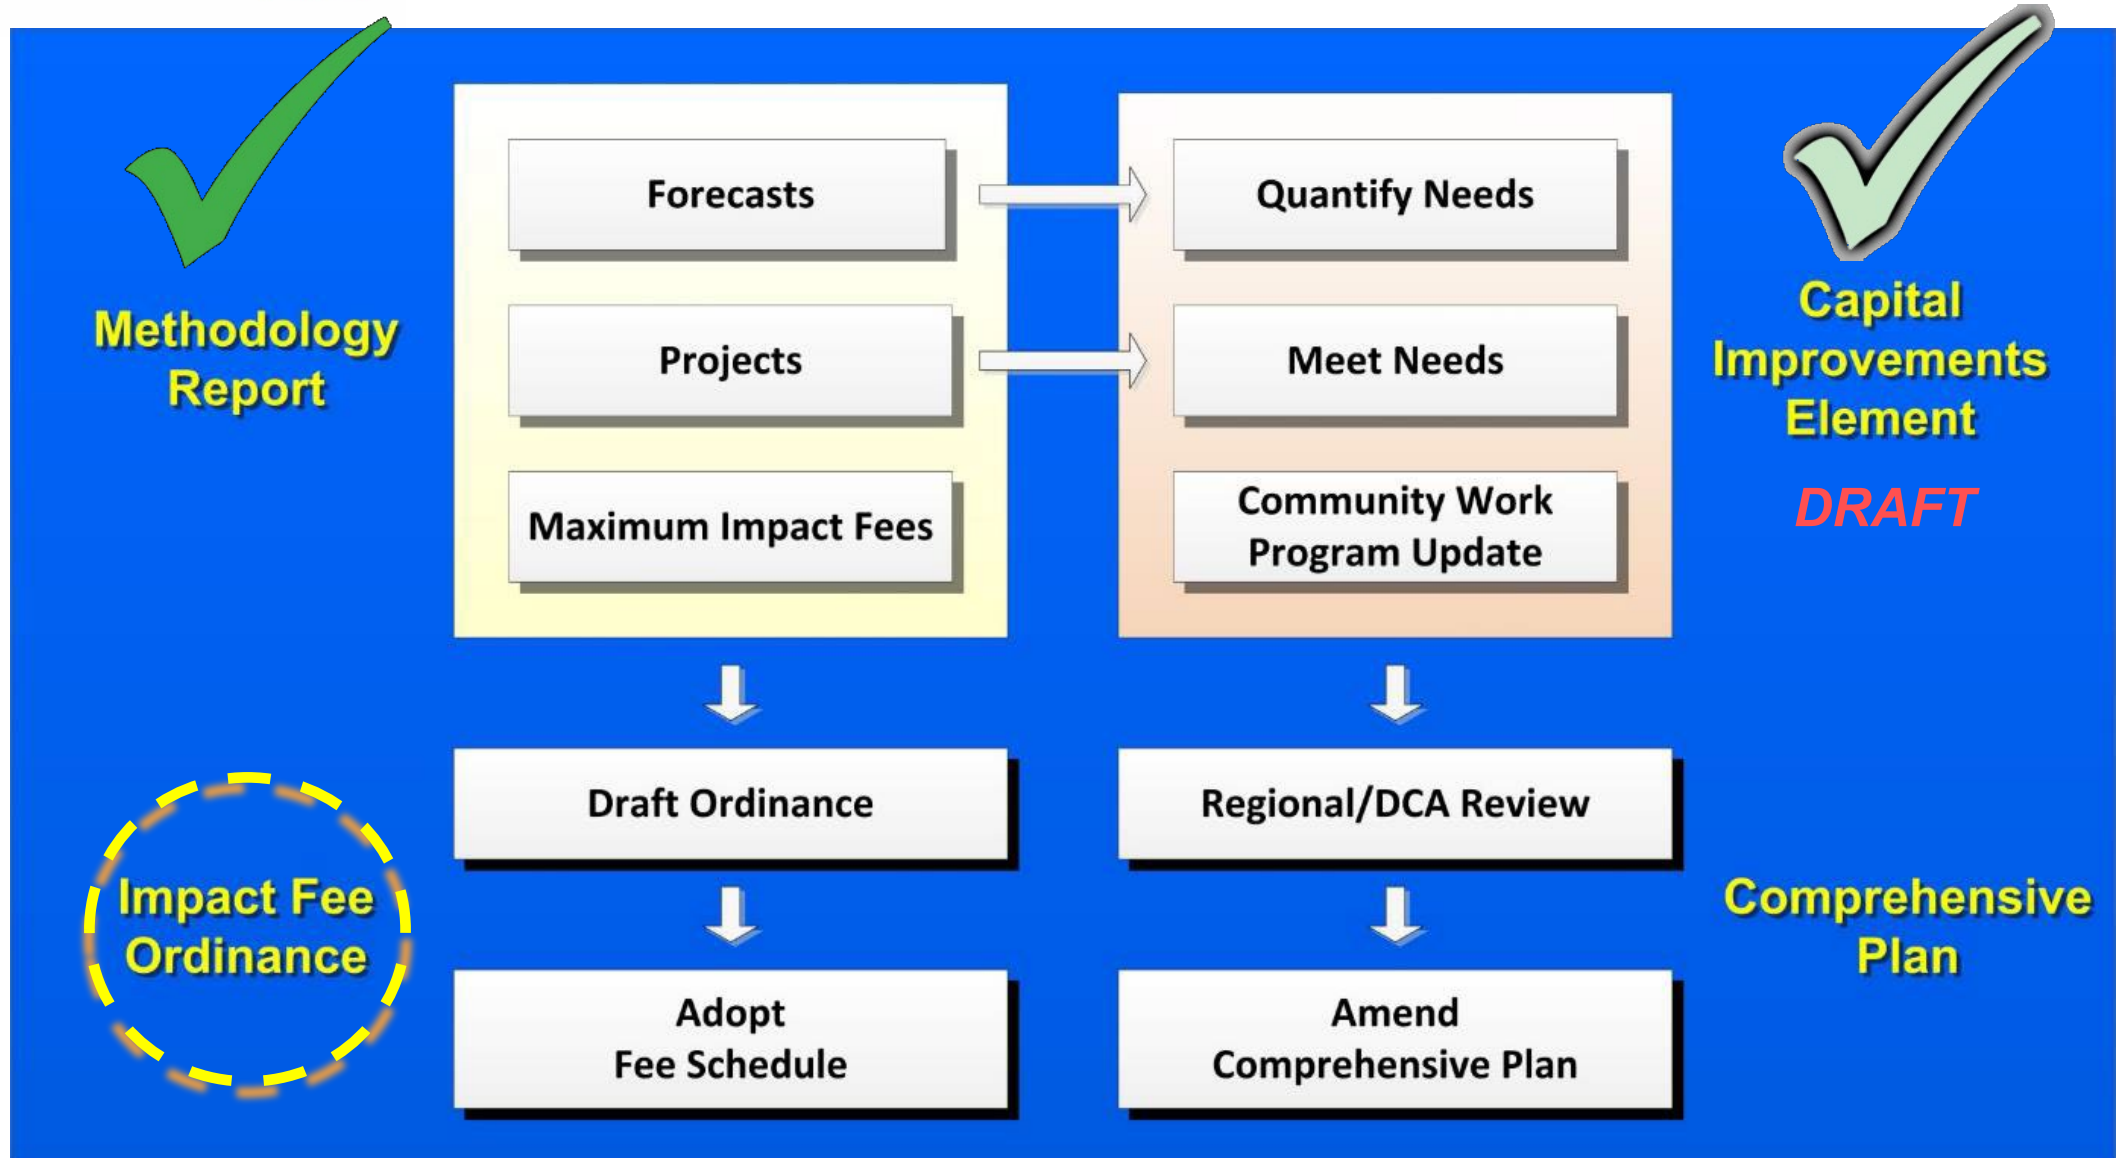 Methodology
Report
Forecasts
Projects
Maximum Impact Fees
Quantify Needs
Meet Needs
Community Work
Program Update
Capital
Improvements
Element
DRAFT
Impact Fee
Ordinance
Draft Ordinance
Adopt
Fee Schedule
Regional/DCA Review
Amend
Comprehensive Plan
Comprehensive
Plan